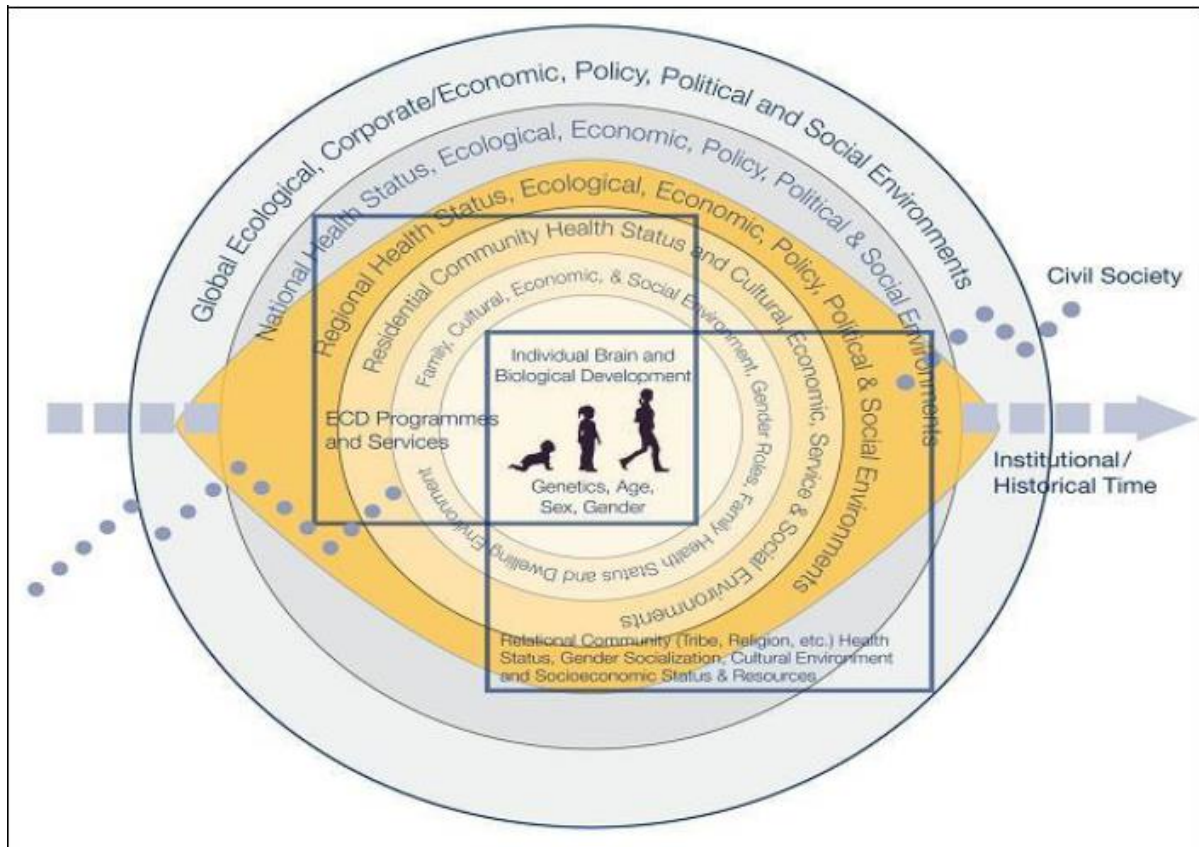 Global Ecological, Corporate/Economic, Policy, Political and Social Environments
National Health Status, Ecological, Economic, Policy, Political & Social Environments
Regional Health Status, Ecological, Economic, Policy, Political & Social Environments
Residential Community Health Status and Cultural, Economic, Service & Social Environments
Family, Cultural, Economic, & Social Environment, Gender Roles, Family Health Status and Dwelling Environment
Civil Society
Individual Brain and
Biological Development
ECD Programmes
and Services
Genetics, Age,
Sex, Gender
Institutional/
Historical Time
Relational Community (Tribe, Religion, etc.) Health
Status, Gender Socialization, Cultural Environment
and Socioeconomic Status & Resources